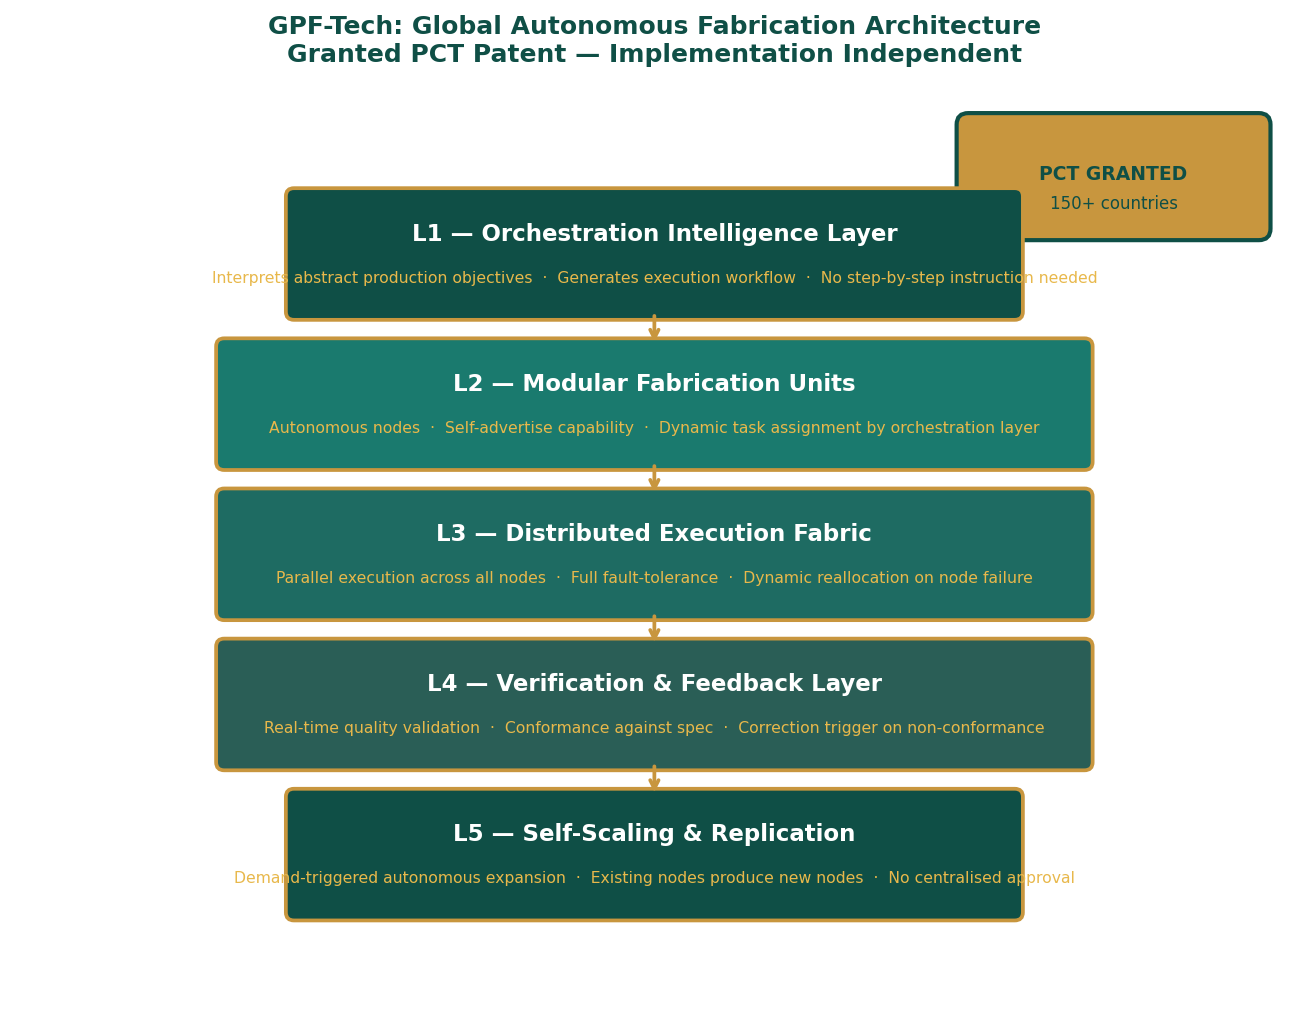 GPF-Tech: Global Autonomous Fabrication Architecture
Granted PCT Patent — Implementation Independent
PCT GRANTED
150+ countries
L1 — Orchestration Intelligence Layer
Interprets abstract production objectives · Generates execution workflow · No step-by-step instruction needed
L2 — Modular Fabrication Units
Autonomous nodes · Self-advertise capability · Dynamic task assignment by orchestration layer
L3 — Distributed Execution Fabric
Parallel execution across all nodes · Full fault-tolerance · Dynamic reallocation on node failure
L4 — Verification & Feedback Layer
Real-time quality validation · Conformance against spec · Correction trigger on non-conformance
L5 — Self-Scaling & Replication
Demand-triggered autonomous expansion · Existing nodes produce new nodes · No centralised approval